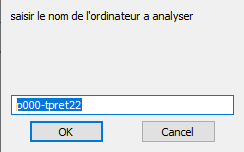 saisir le nom de l'ordinateur a analyser
p000-tpret22
OK
Cancel